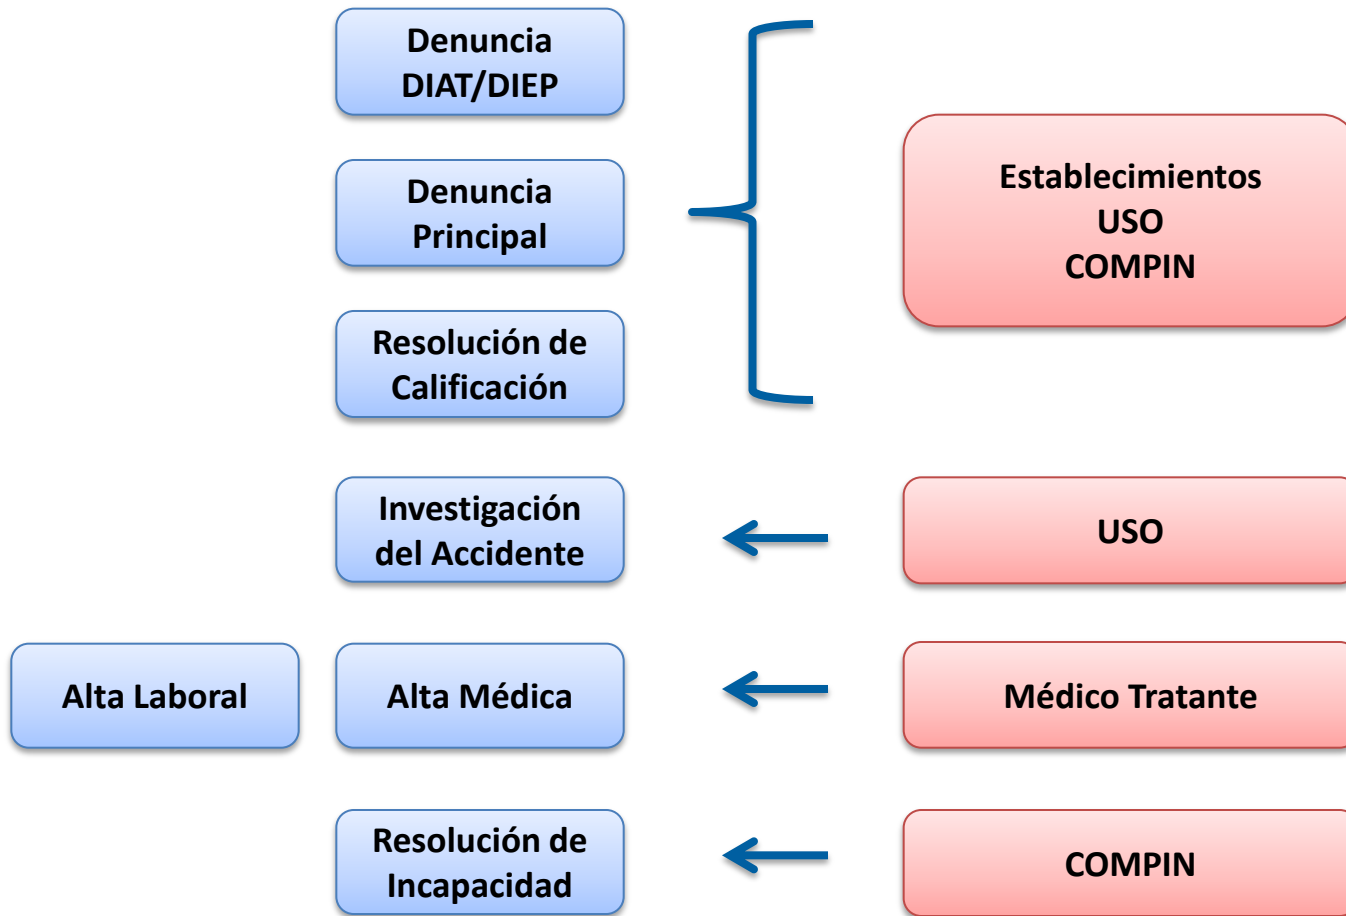 Denuncia
DIAT/DIEP
Denuncia
Principal
Resolución de
Calificación
Establecimientos
USO
COMPIN
Investigación
del Accidente
USO
Alta Laboral
Alta Médica
Médico Tratante
Resolución de
Incapacidad
COMPIN